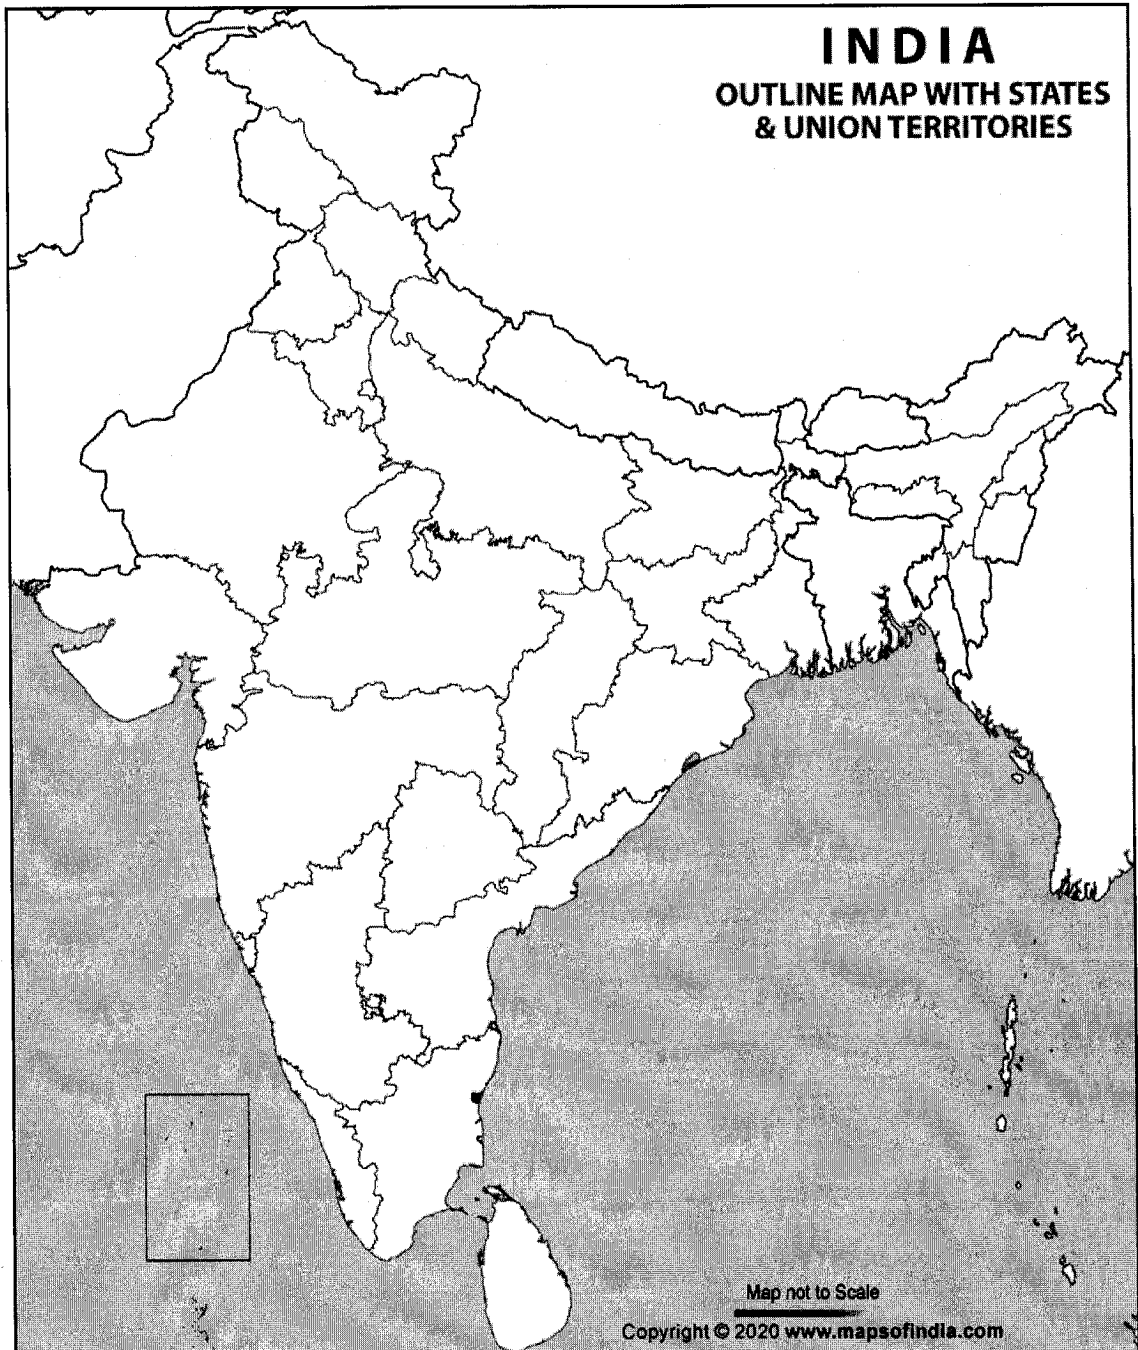 INDIA
OUTLINE MAP WITH STATES
& UNION TERRITORIES
Map not to Scale
Copyright © 2020 www.mapsofindia.com